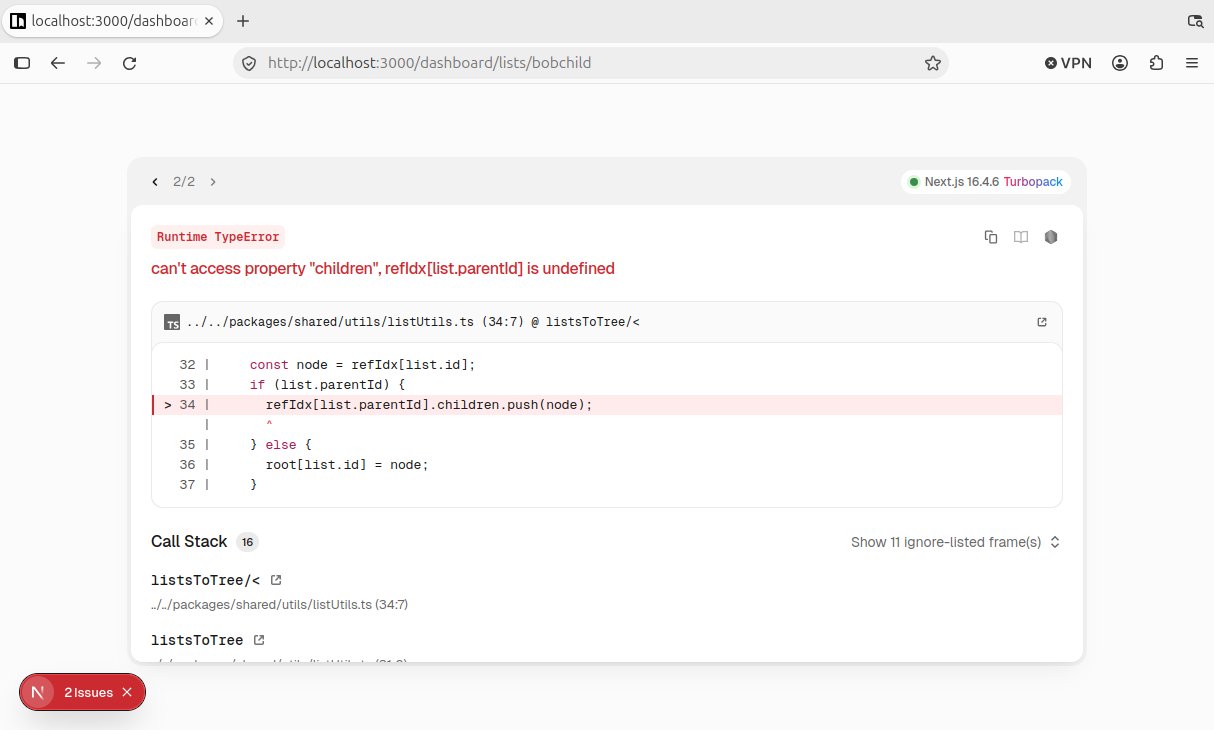 localhost:3000/dashboar
http://localhost:3000/dashboard/lists/bobchild
VPN
2/2
Next.js 16.4.6 Turbopack
Runtime TypeError
can't access property "children", refIdx[list.parentId] is undefined
TS ../../packages/shared/utils/listUtils.ts (34:7) @ listsToTree/<
32 | const node = refIdx[list.id];
33 | if (list.parentId) {
> 34 | refIdx[list.parentId].children.push(node);
| ^
35 | } else {
36 | root[list.id] = node;
37 | }
Call Stack 16
Show 11 ignore-listed frame(s)
listsToTree/<
../../packages/shared/utils/listUtils.ts (34:7)
listsToTree
N 2 Issues